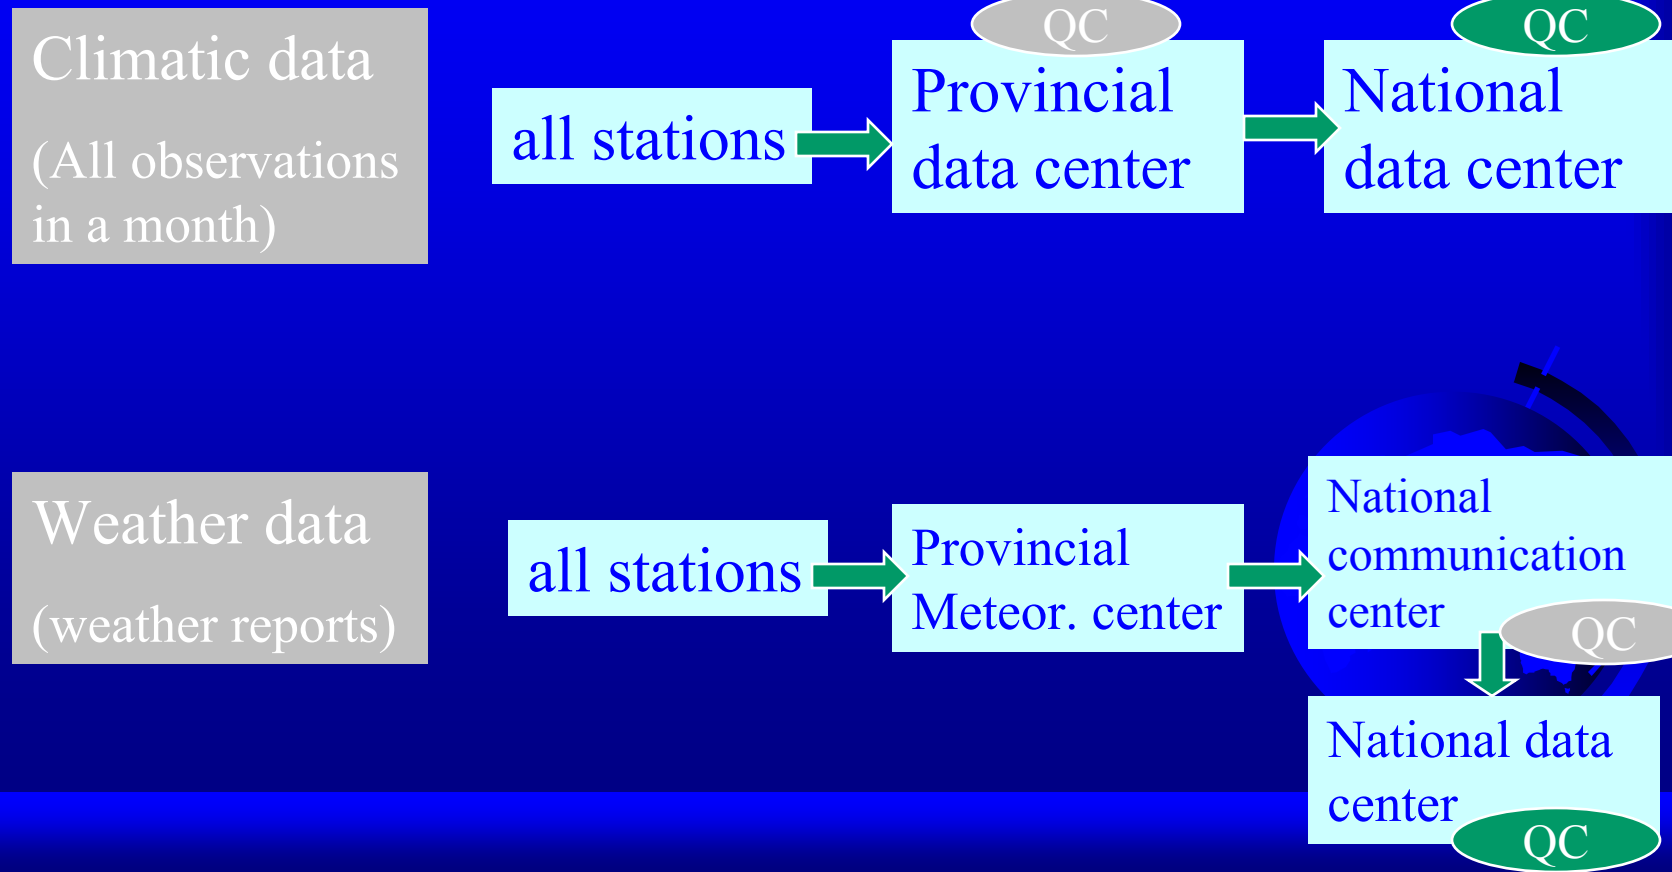 Climatic data
(All observations
in a month)
all stations
QC
Provincial
data center
QC
National
data center
Weather data
(weather reports)
all stations
Provincial
Meteor. center
National
communication
center
QC
National data
center
QC